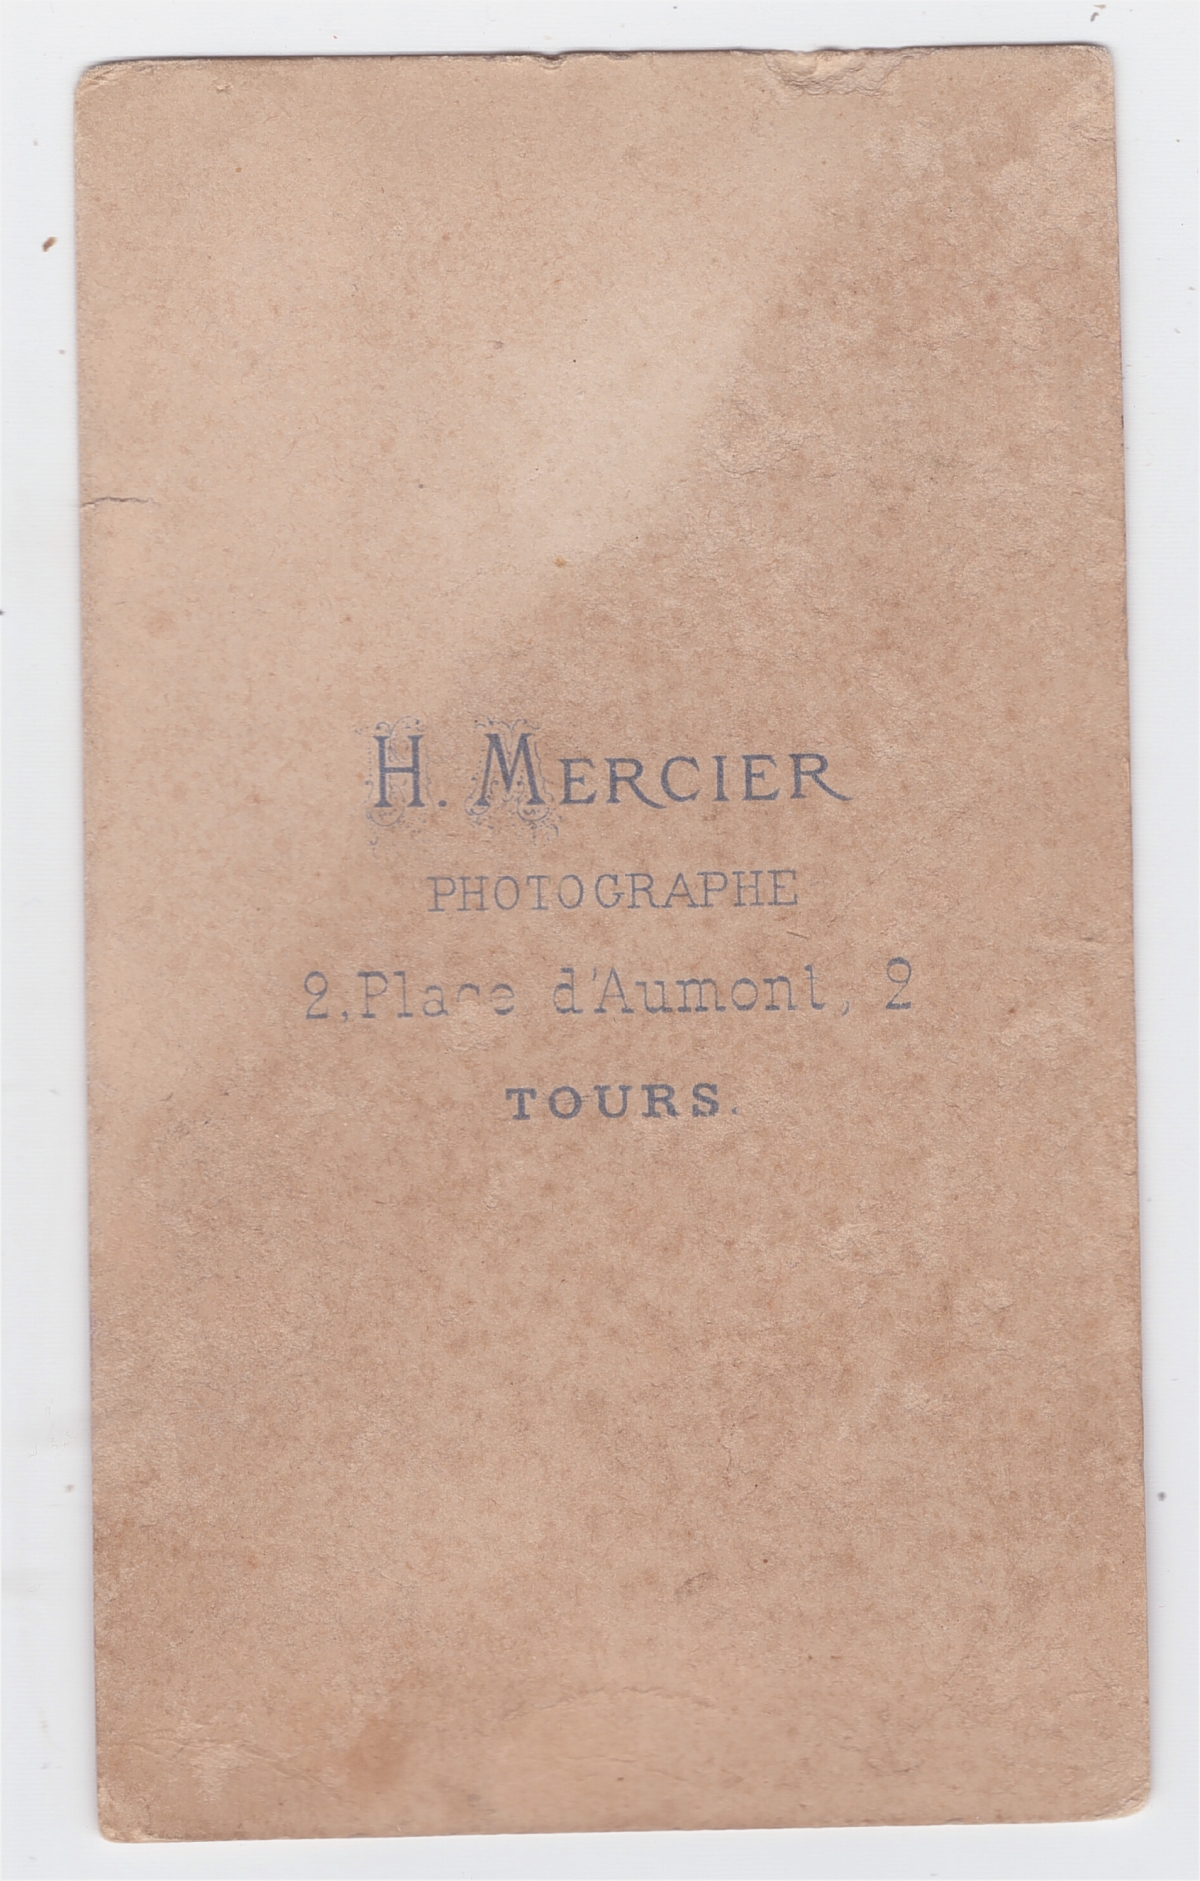 H. MERCIER
PHOTOGRAPHE
2, Place d'Aumont, 2
TOURS.